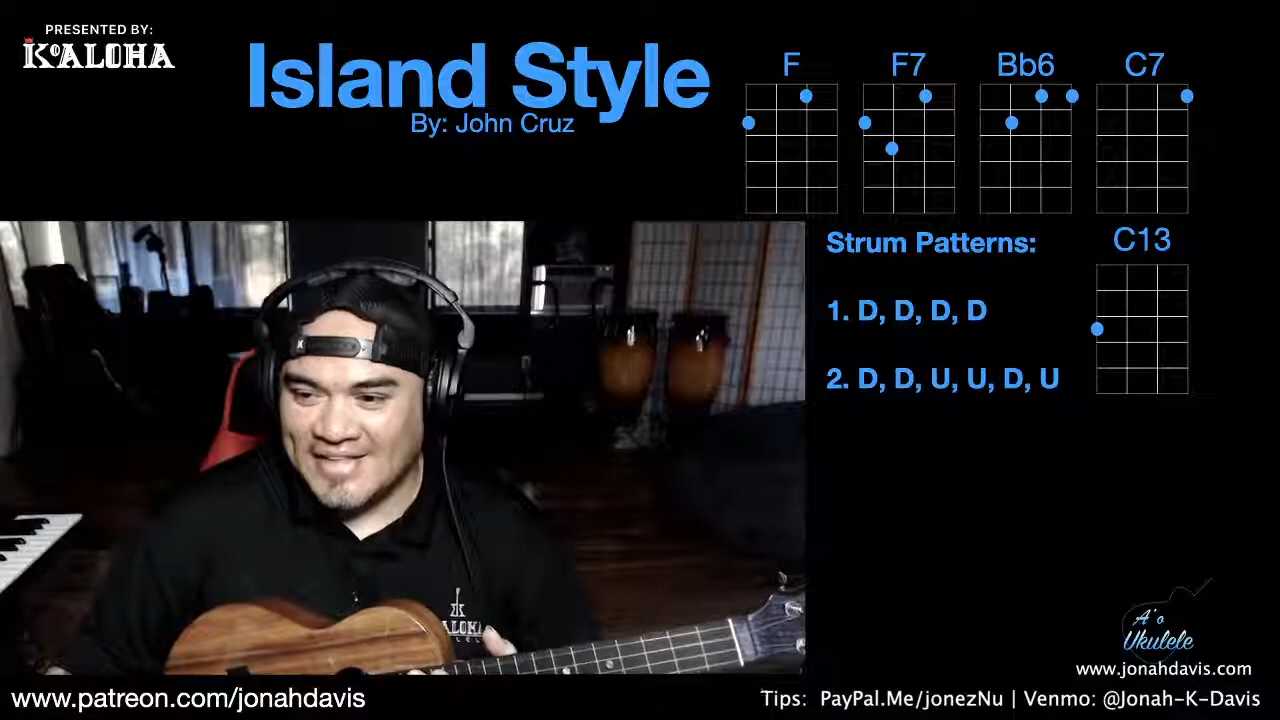 PRESENTED BY:
KoALOHA
Island Style
By: John Cruz
F F7 Bb6 C7
Strum Patterns:
C13
1. D, D, D, D
2. D, D, U, U, D, U
A'o
Ukulele
www.jonahdavis.com
www.patreon.com/jonahdavis
Tips: PayPal.Me/jonezNu | Venmo: @Jonah-K-Davis